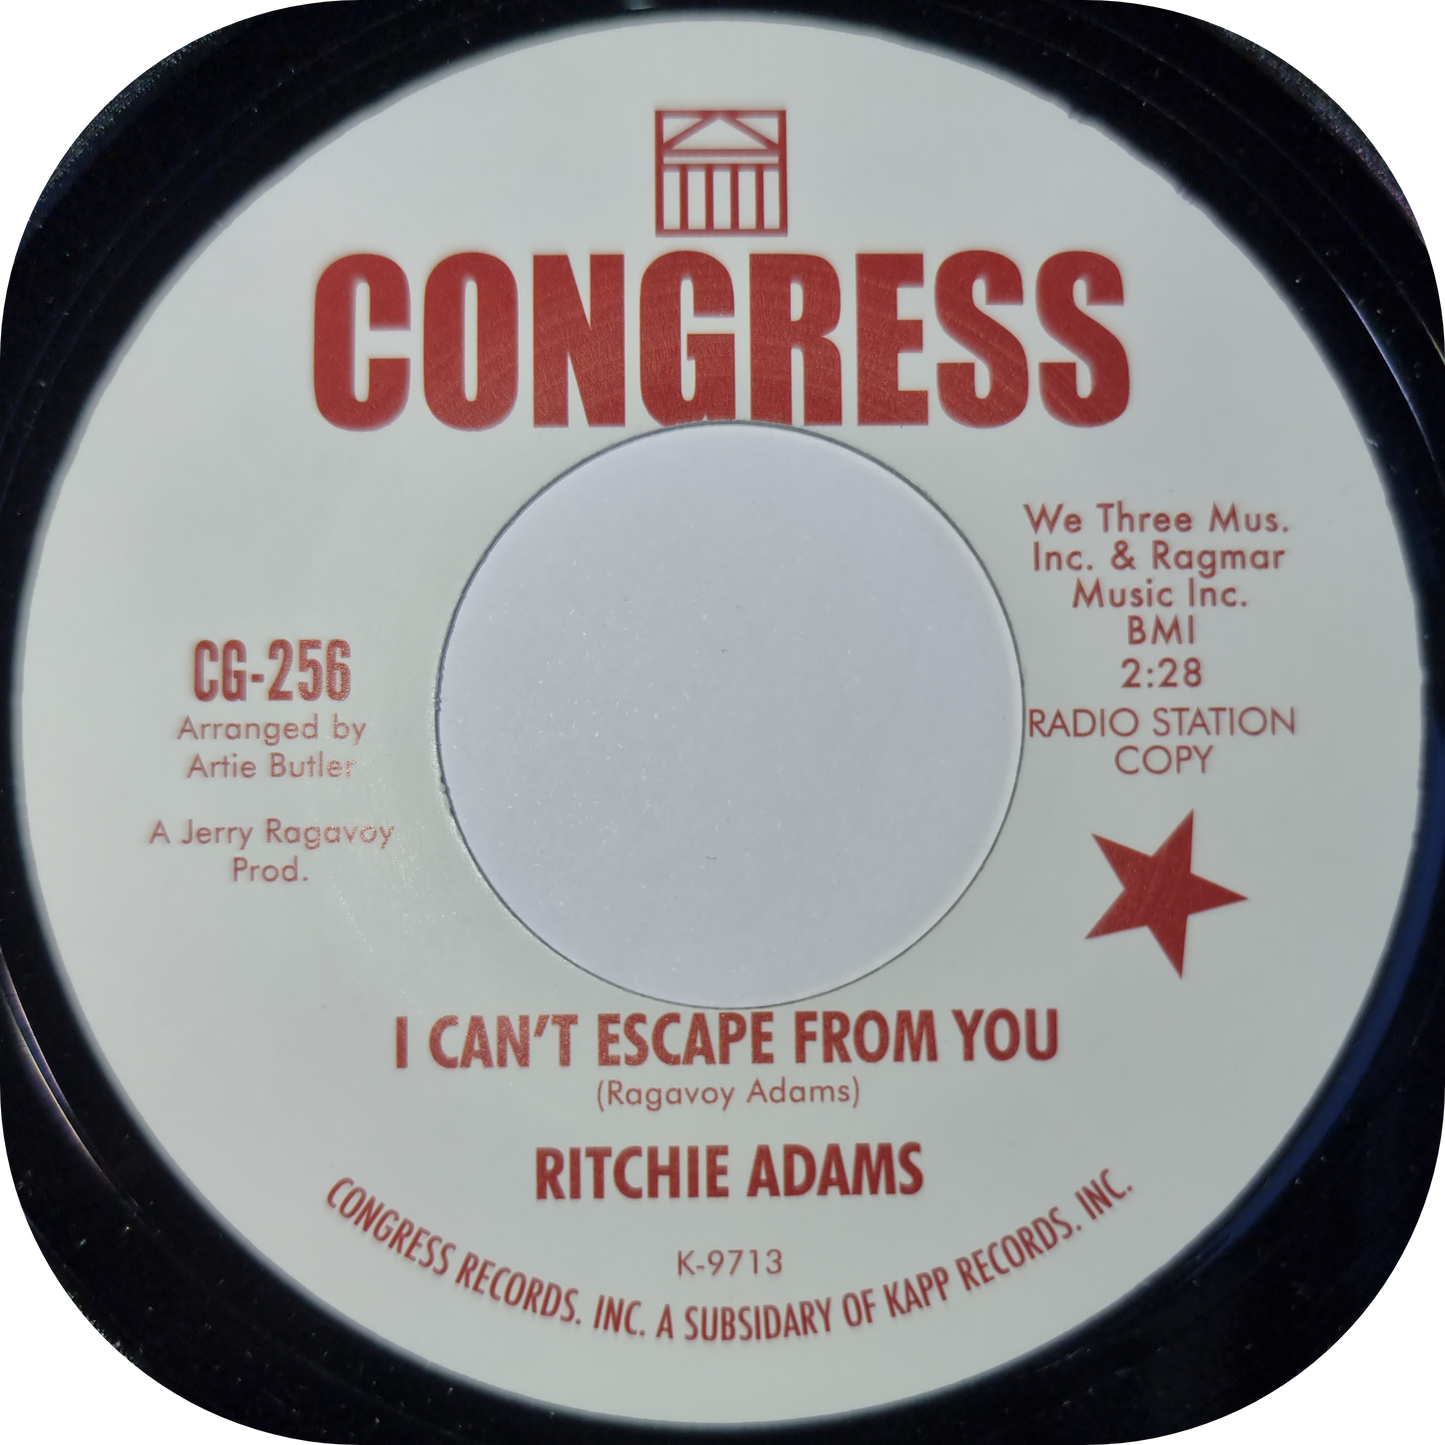 CONGRESS
We Three Mus.
Inc. & Ragmar
Music Inc.
BMI
2:28
RADIO STATION
COPY
CG-256
Arranged by
Artie Butler
A Jerry Ragavoy
Prod.
I CAN'T ESCAPE FROM YOU
(Ragavoy Adams)
RITCHIE ADAMS
K-9713
CONGRESS RECORDS. INC. A SUBSIDARY OF KAPP RECORDS. INC.